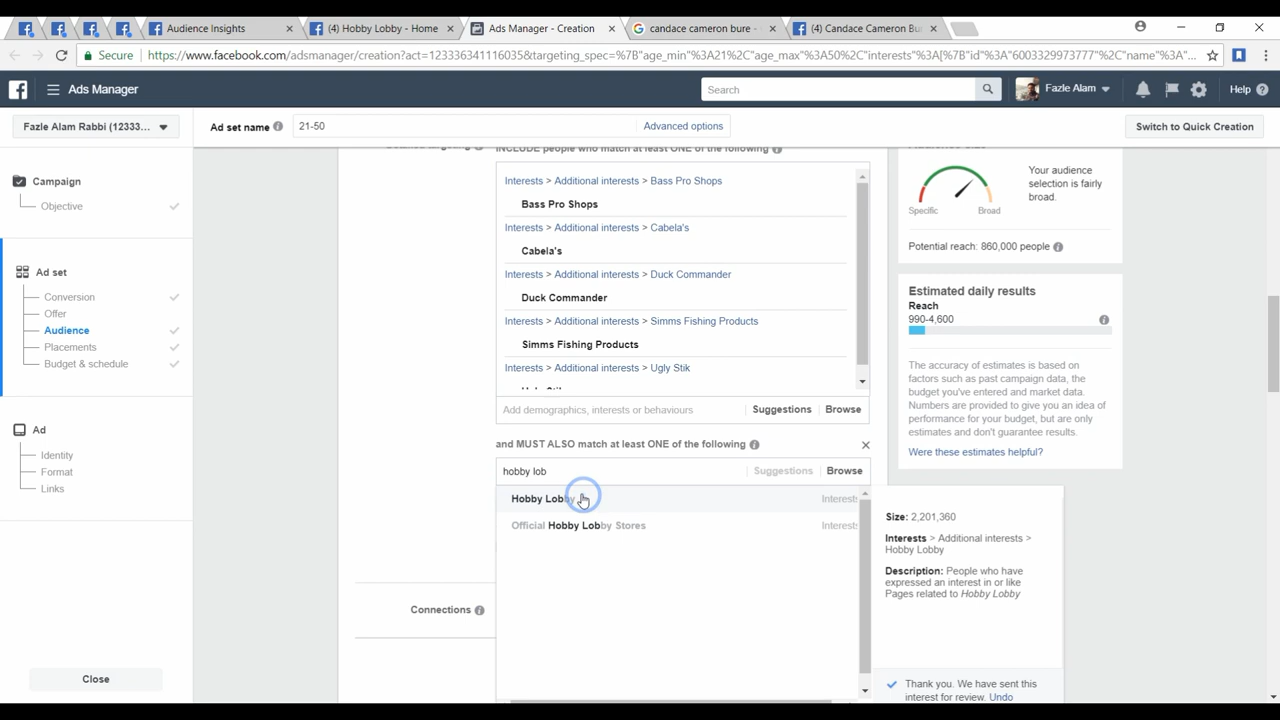 Audience Insights
(4) Hobby Lobby - Home
Ads Manager - Creation
candace cameron bure -
(4) Candace Cameron Bu
Secure
https://www.facebook.com/adsmanager/creation?act=123336341116035&targeting_spec=%7B"age_min"%3A21%2C"age_max"%3A50%2C"interests"%3A[%7B"id"%3A"6003329973777"%2C"name"%3A"...
Ads Manager
Search
Fazle Alam
Help
Fazle Alam Rabbi (12333...
Ad set name
21-50
Advanced options
Switch to Quick Creation
Campaign
Objective
Ad set
Conversion
Offer
Audience
Placements
Budget & schedule
Ad
Identity
Format
Links
Close
INCLUDE people who match at least ONE of the following
Interests > Additional interests > Bass Pro Shops
Bass Pro Shops
Interests > Additional interests > Cabela's
Cabela's
Interests > Additional interests > Duck Commander
Duck Commander
Interests > Additional interests > Simms Fishing Products
Simms Fishing Products
Interests > Additional interests > Ugly Stik
Add demographics, interests or behaviours
Suggestions
Browse
and MUST ALSO match at least ONE of the following
hobby lob
Suggestions
Browse
Hobby Lobby
Interests
Official Hobby Lobby Stores
Interests
Connections
Specific
Broad
Your audience
selection is fairly
broad.
Potential reach: 860,000 people
Estimated daily results
Reach
990-4,600
The accuracy of estimates is based on
factors such as past campaign data, the
budget you've entered and market data.
Numbers are provided to give you an idea of
performance for your budget, but are only
estimates and don't guarantee results.
Were these estimates helpful?
Size: 2,201,360
Interests > Additional interests >
Hobby Lobby
Description: People who have
expressed an interest in or like
Pages related to Hobby Lobby
Thank you. We have sent this
interest for review. Undo